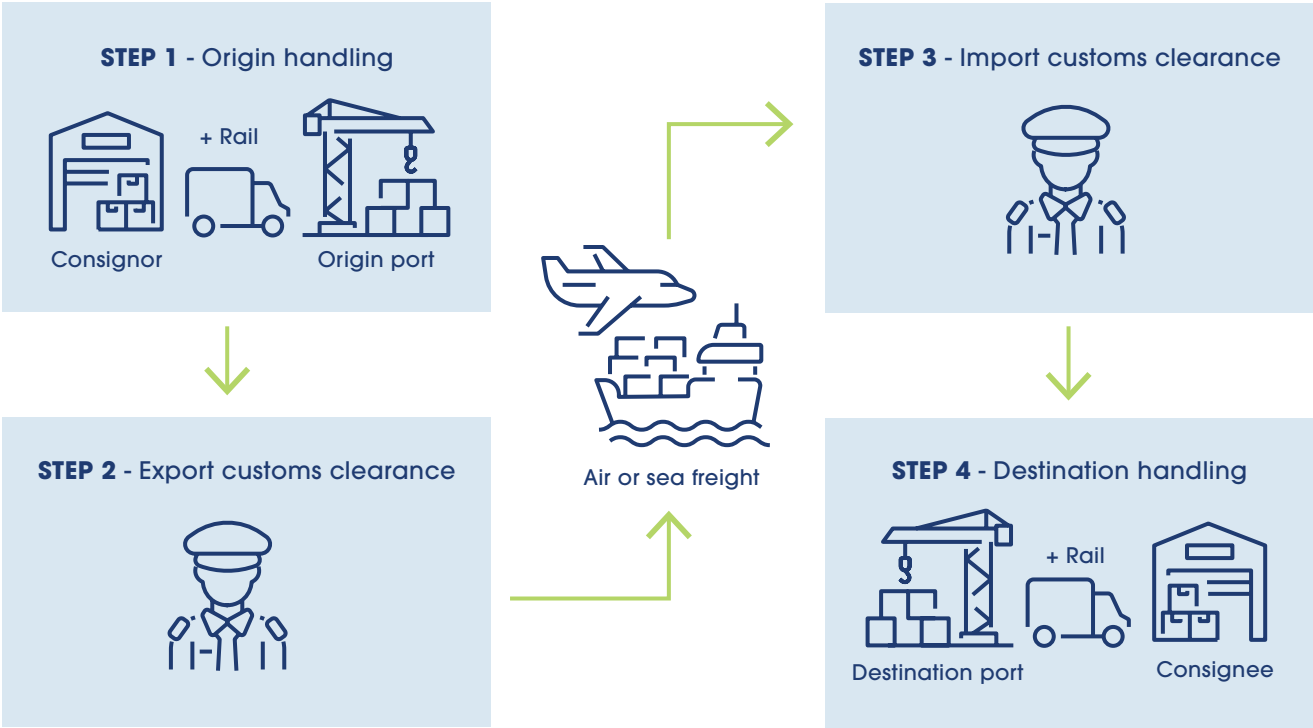 STEP 1 - Origin handling
+ Rail
Consignor
Origin port
STEP 2 - Export customs clearance
Air or sea freight
STEP 3 - Import customs clearance
STEP 4 - Destination handling
+ Rail
Destination port
Consignee